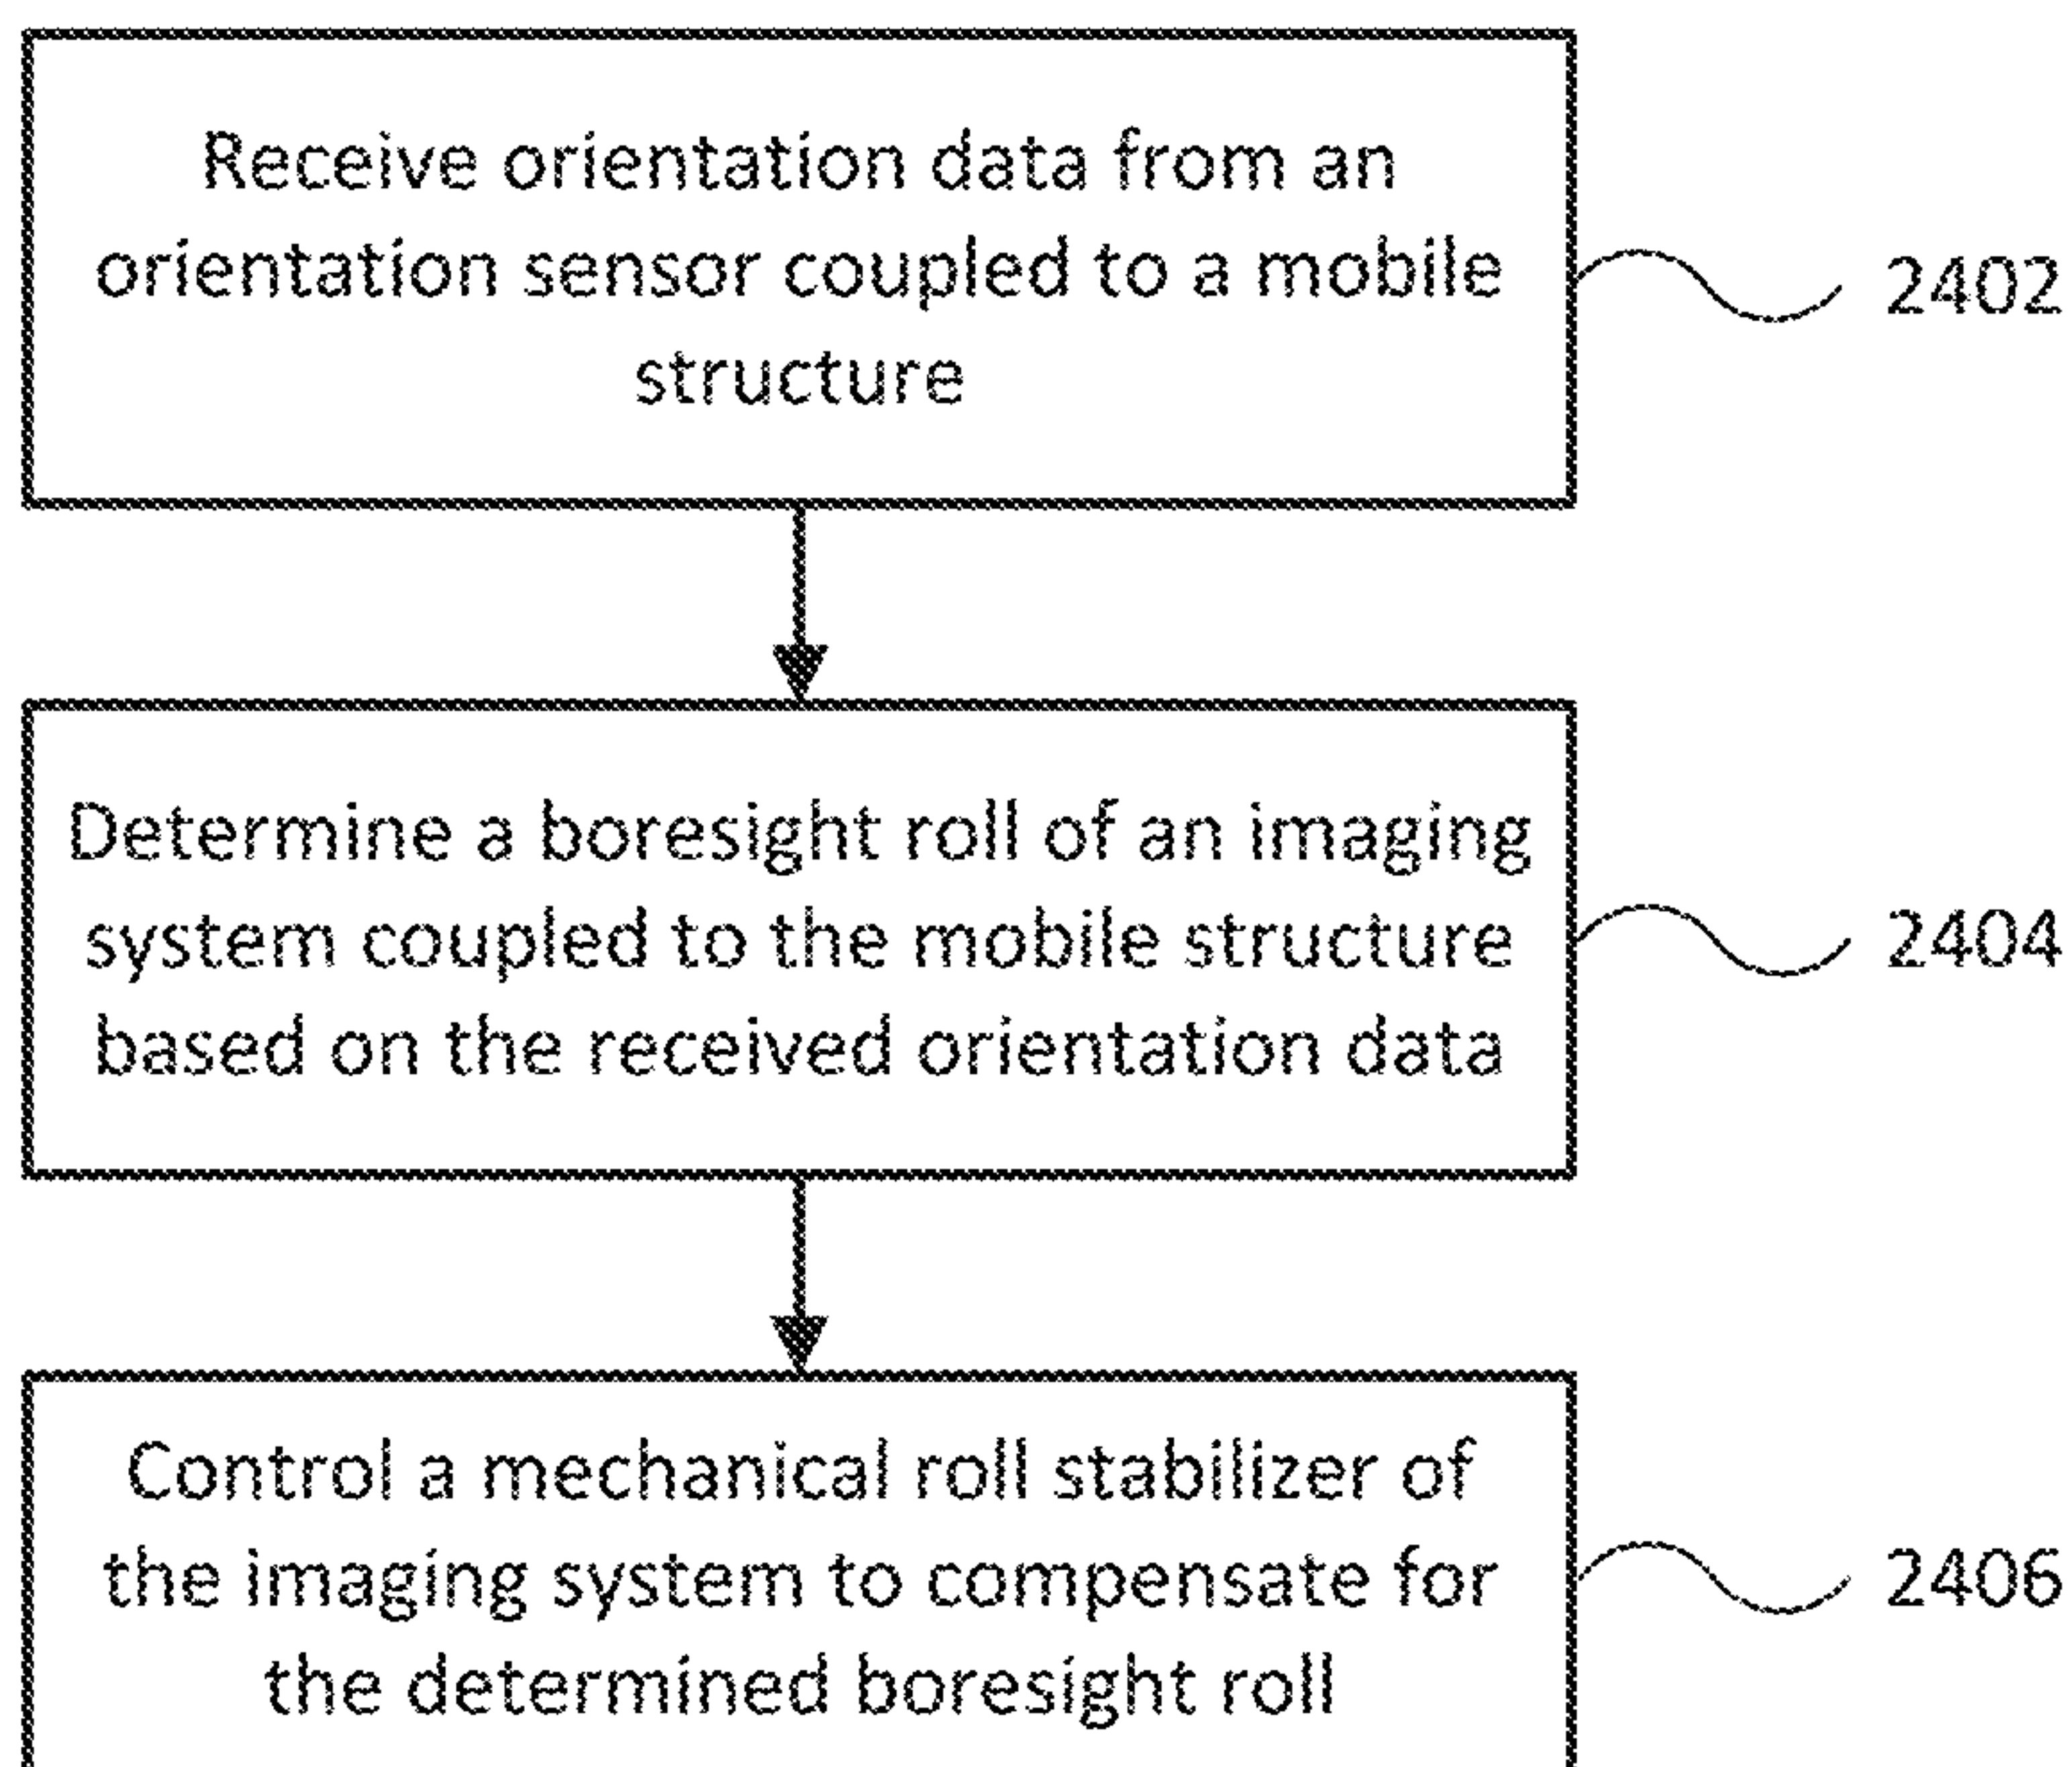 Receive orientation data from an
orientation sensor coupled to a mobile
structure
2402
Determine a boresight roll of an imaging
system coupled to the mobile structure
based on the received orientation data
2404
Control a mechanical roll stabilizer of
the imaging system to compensate for
the determined boresight roll
2406